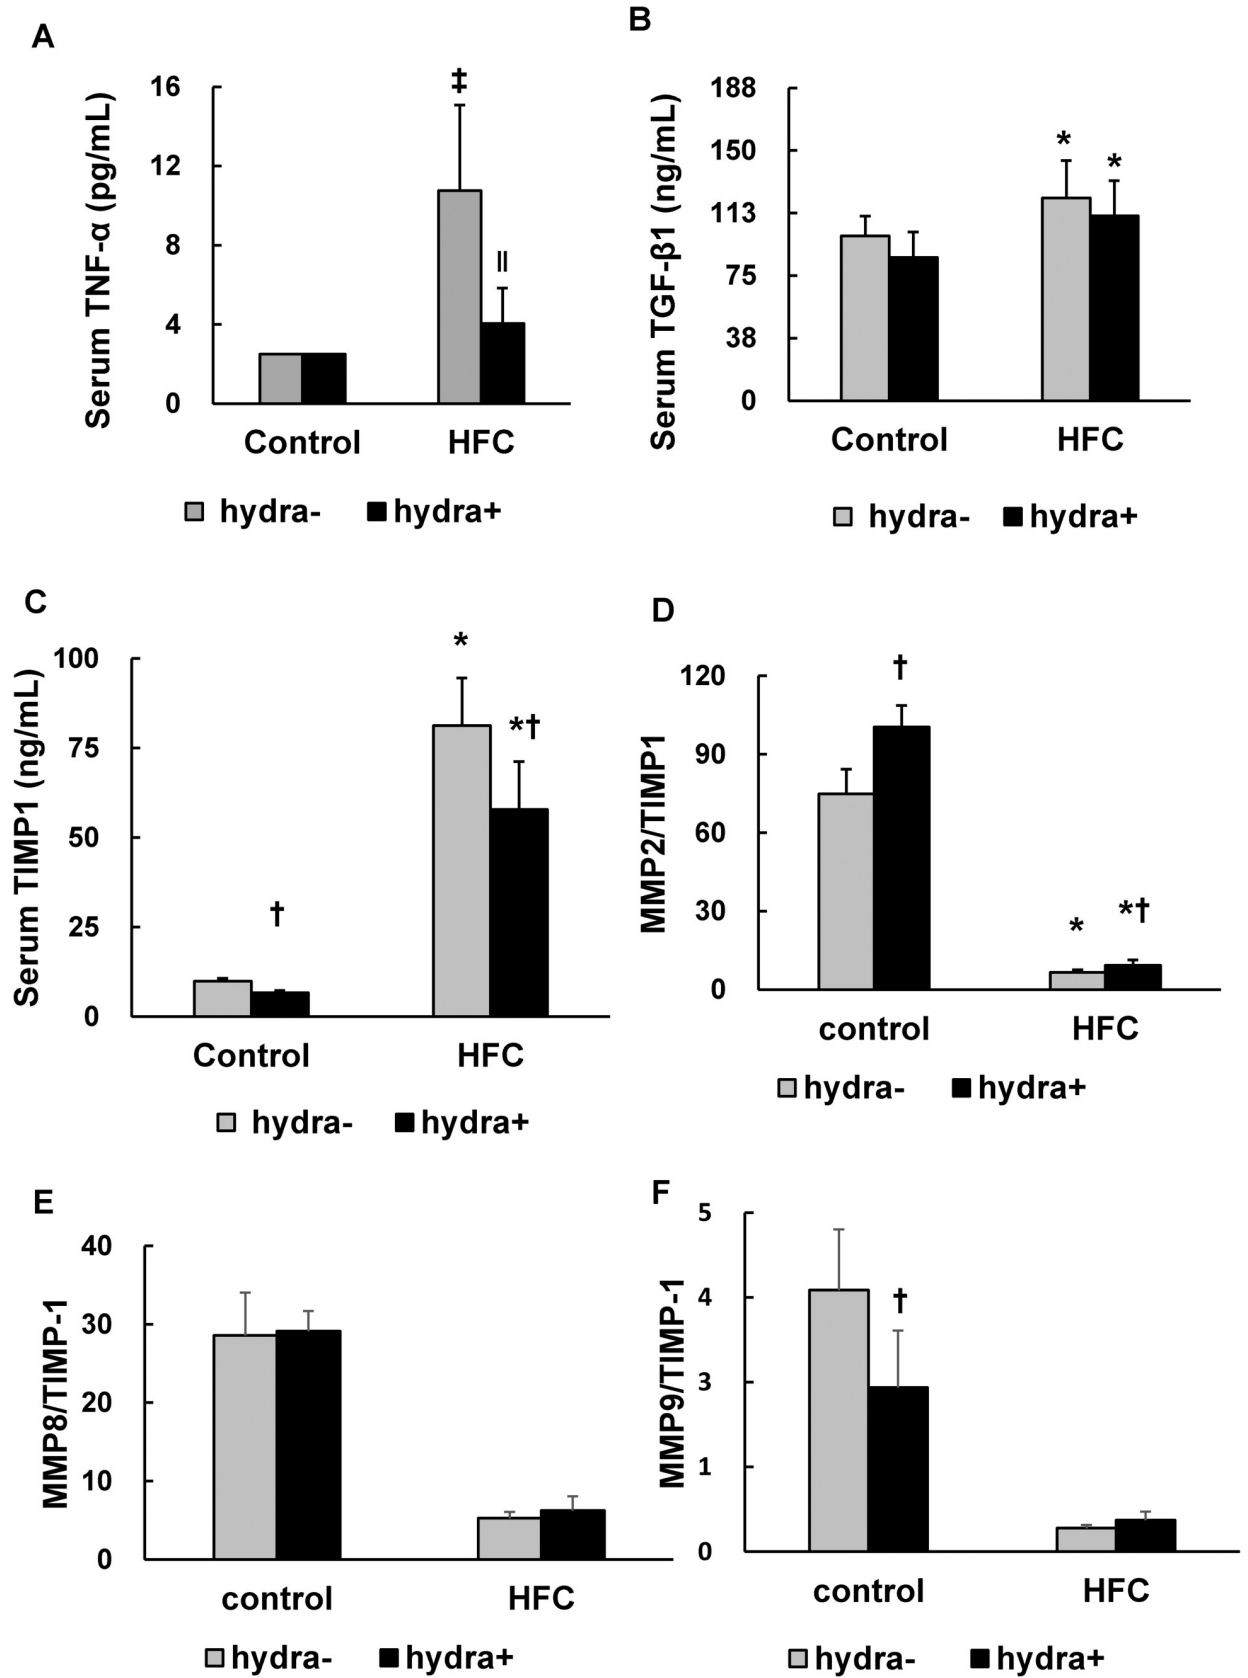 A
Serum TNF-α (pg/mL)
16
12
8
4
0
‡
||
Control HFC
hydra- hydra+
B
Serum TGF-β1 (ng/mL)
188
150
113
75
38
0
*
*
Control HFC
hydra- hydra+
C
Serum TIMP1 (ng/mL)
100
75
50
25
0
†
*
*†
Control HFC
hydra- hydra+
D
MMP2/TIMP1
120
90
60
30
0
†
*
*†
control HFC
hydra- hydra+
E
MMP8/TIMP-1
40
30
20
10
0
control HFC
hydra- hydra+
F
MMP9/TIMP-1
5
4
3
1
0
†
control HFC
hydra- hydra+